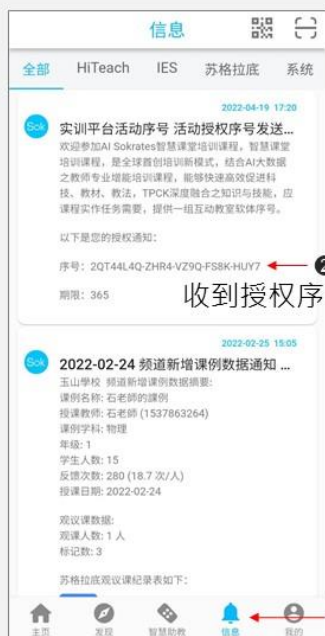 信息
全部 HiTeach IES 苏格拉底 系统
2022-04-19 17:20
Sok
实训平台活动序号 活动授权序号发送...
欢迎参加AI Sokrates智慧课堂培训课程，智慧课堂
培训课程，是全球首创培训新模式，结合AI大数据
之教师专业增能培训课程，能够快速高效促进科
技、教材、教法，TPCK深度融合之知识与技能，应
课程实作任务需要，提供一组互动教室软体序号。
以下是您的授权通知：
序号：2QT44L4Q-ZHR4-VZ9Q-FS8K-HUY7
2
收到授权序
期限：365
2022-02-25 15:05
Sok
2022-02-24 频道新增课例数据通知 ...
玉山學校 频道新增课例数据摘要:
课例名称: 石老師的課例
授课教师: 石老師 (1537863264)
课例学科: 物理
年级: 1
学生人数: 15
反馈次数: 280 (18.7 次/人)
授课日期: 2022-02-24
观议课数据:
观课人数: 1 人
标记数: 3
苏格拉底观议课纪录表如下:
主页 发现 智慧助教 信息 我的